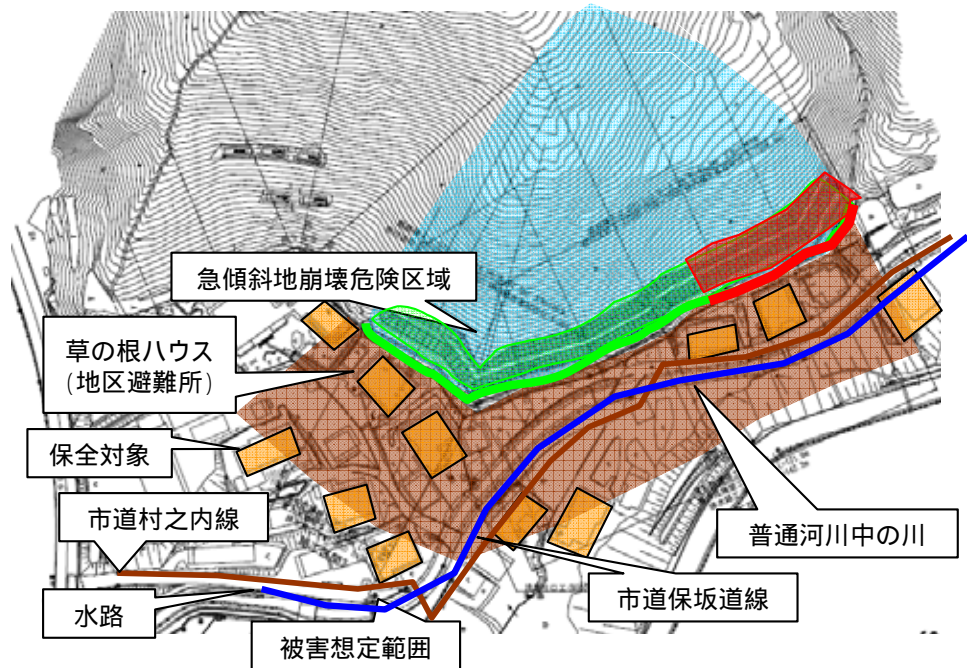 急傾斜地崩壊危険区域
草の根ハウス
(地区避難所)
保全対象
市道村之内線
水路
被害想定範囲
市道保坂道線
普通河川中の川